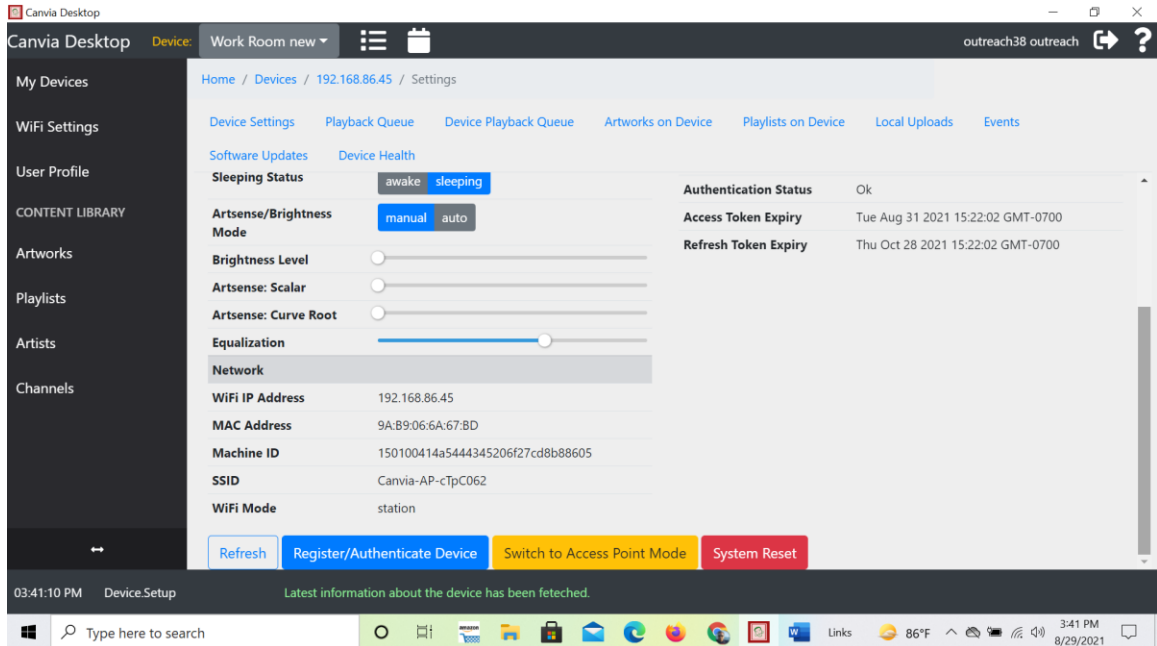 Canvia Desktop
Canvia Desktop Device: Work Room new outreach38 outreach ?
My Devices
WiFi Settings
User Profile
CONTENT LIBRARY
Artworks
Playlists
Artists
Channels
Home / Devices / 192.168.86.45 / Settings
Device Settings Playback Queue Device Playback Queue Artworks on Device Playlists on Device Local Uploads Events
Software Updates Device Health
Sleeping Status awake sleeping
Artsense/Brightness
Mode manual auto
Brightness Level
Artsense: Scalar
Artsense: Curve Root
Equalization
Network
WiFi IP Address 192.168.86.45
MAC Address 9A:B9:06:6A:67:BD
Machine ID 150100414a5444345206f27cd8b88605
SSID Canvia-AP-cTpC062
WiFi Mode station
Authentication Status Ok
Access Token Expiry Tue Aug 31 2021 15:22:02 GMT-0700
Refresh Token Expiry Thu Oct 28 2021 15:22:02 GMT-0700
Refresh Register/Authenticate Device Switch to Access Point Mode System Reset
03:41:10 PM Device.Setup Latest information about the device has been feteched.
Type here to search amazon Links 86°F 3:41 PM
8/29/2021